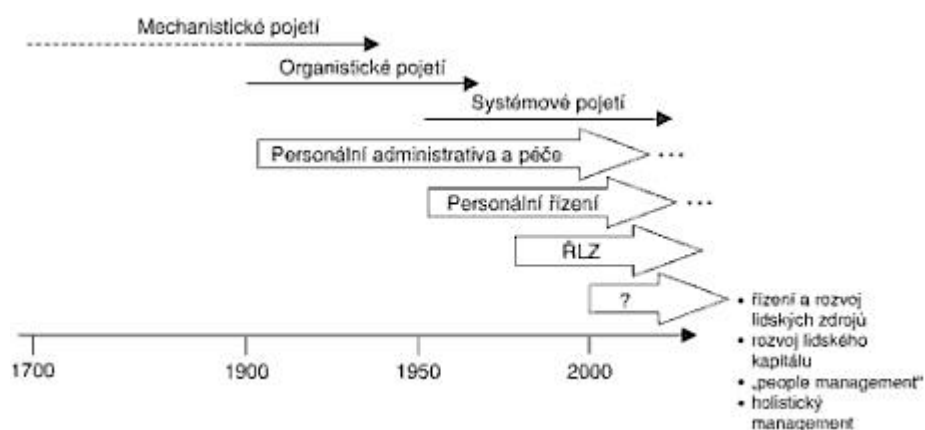 Mechanistické pojetí
Organistické pojetí
Systémové pojetí
Personální administrativa a péče
...
Personální řízení
...
ŘLZ
?
• řízení a rozvoj
lidských zdrojů
• rozvoj lidského
kapitálu
• „people management"
• holistický
management
1700
1900
1950
2000